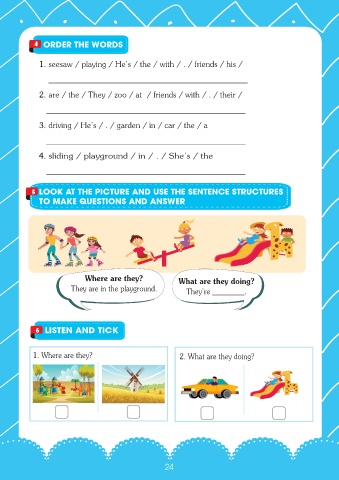 4 ORDER THE WORDS
1. seesaw / playing / He's / the / with / . / friends / his /
2. are / the / They / zoo / at / friends / with / . / their /
3. driving / He's / . / garden / in / car / the / a
4. sliding / playground / in / . / She's / the
5 LOOK AT THE PICTURE AND USE THE SENTENCE STRUCTURES
TO MAKE QUESTIONS AND ANSWER
Where are they?
They are in the playground.
What are they doing?
They're ________.
6 LISTEN AND TICK
1. Where are they?
2. What are they doing?
24